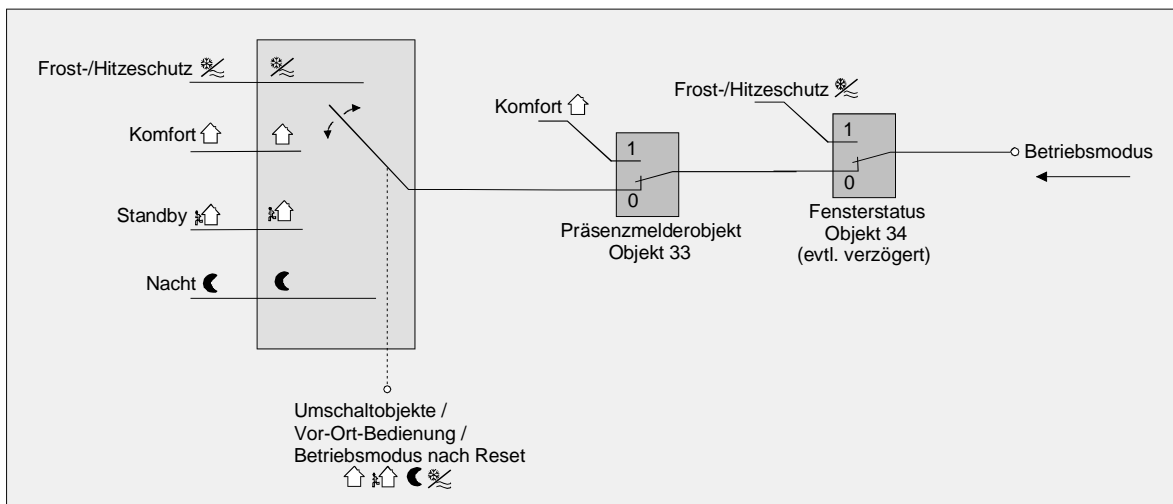 Frost-/Hitzeschutz
Komfort
Standby
Nacht
Umschaltobjekte /
Vor-Ort-Bedienung /
Betriebsmodus nach Reset
Komfort
1
0
Präsenzmelderobjekt
Objekt 33
Frost-/Hitzeschutz
1
0
Fensterstatus
Objekt 34
(evtl. verzögert)
Betriebsmodus